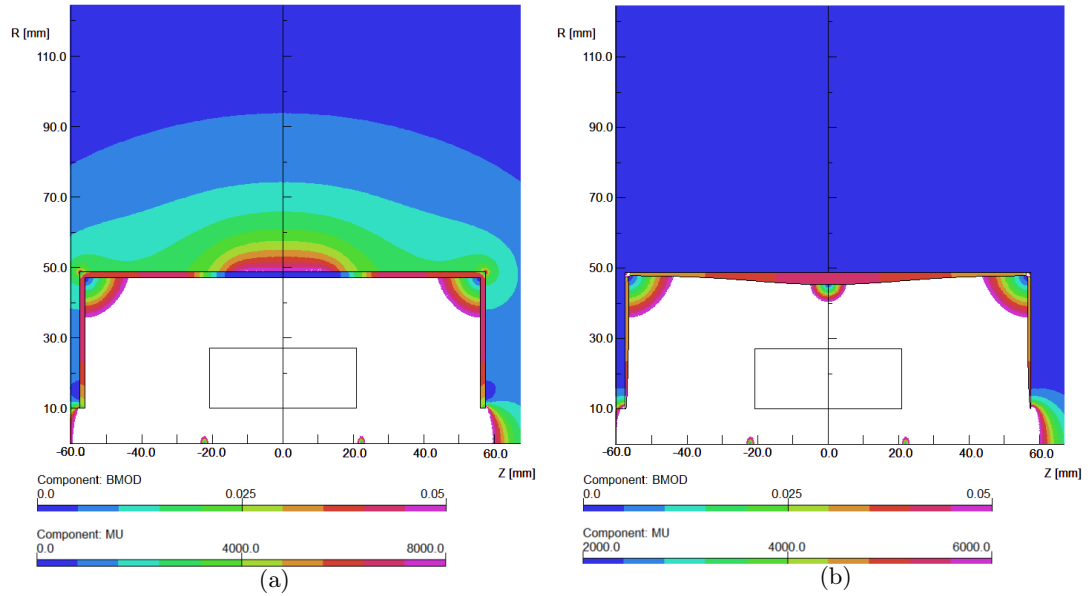 R [mm]
110.0
90.0
70.0
50.0
30.0
10.0
-60.0 -40.0 -20.0 0.0 20.0 40.0 60.0
Z [mm]
Component: BMOD
0.0 0.025 0.05
Component: MU
0.0 4000.0 8000.0
(a)
R [mm]
110.0
90.0
70.0
50.0
30.0
10.0
-60.0 -40.0 -20.0 0.0 20.0 40.0 60.0
Z [mm]
Component: BMOD
0.0 0.025 0.05
Component: MU
2000.0 4000.0 6000.0
(b)